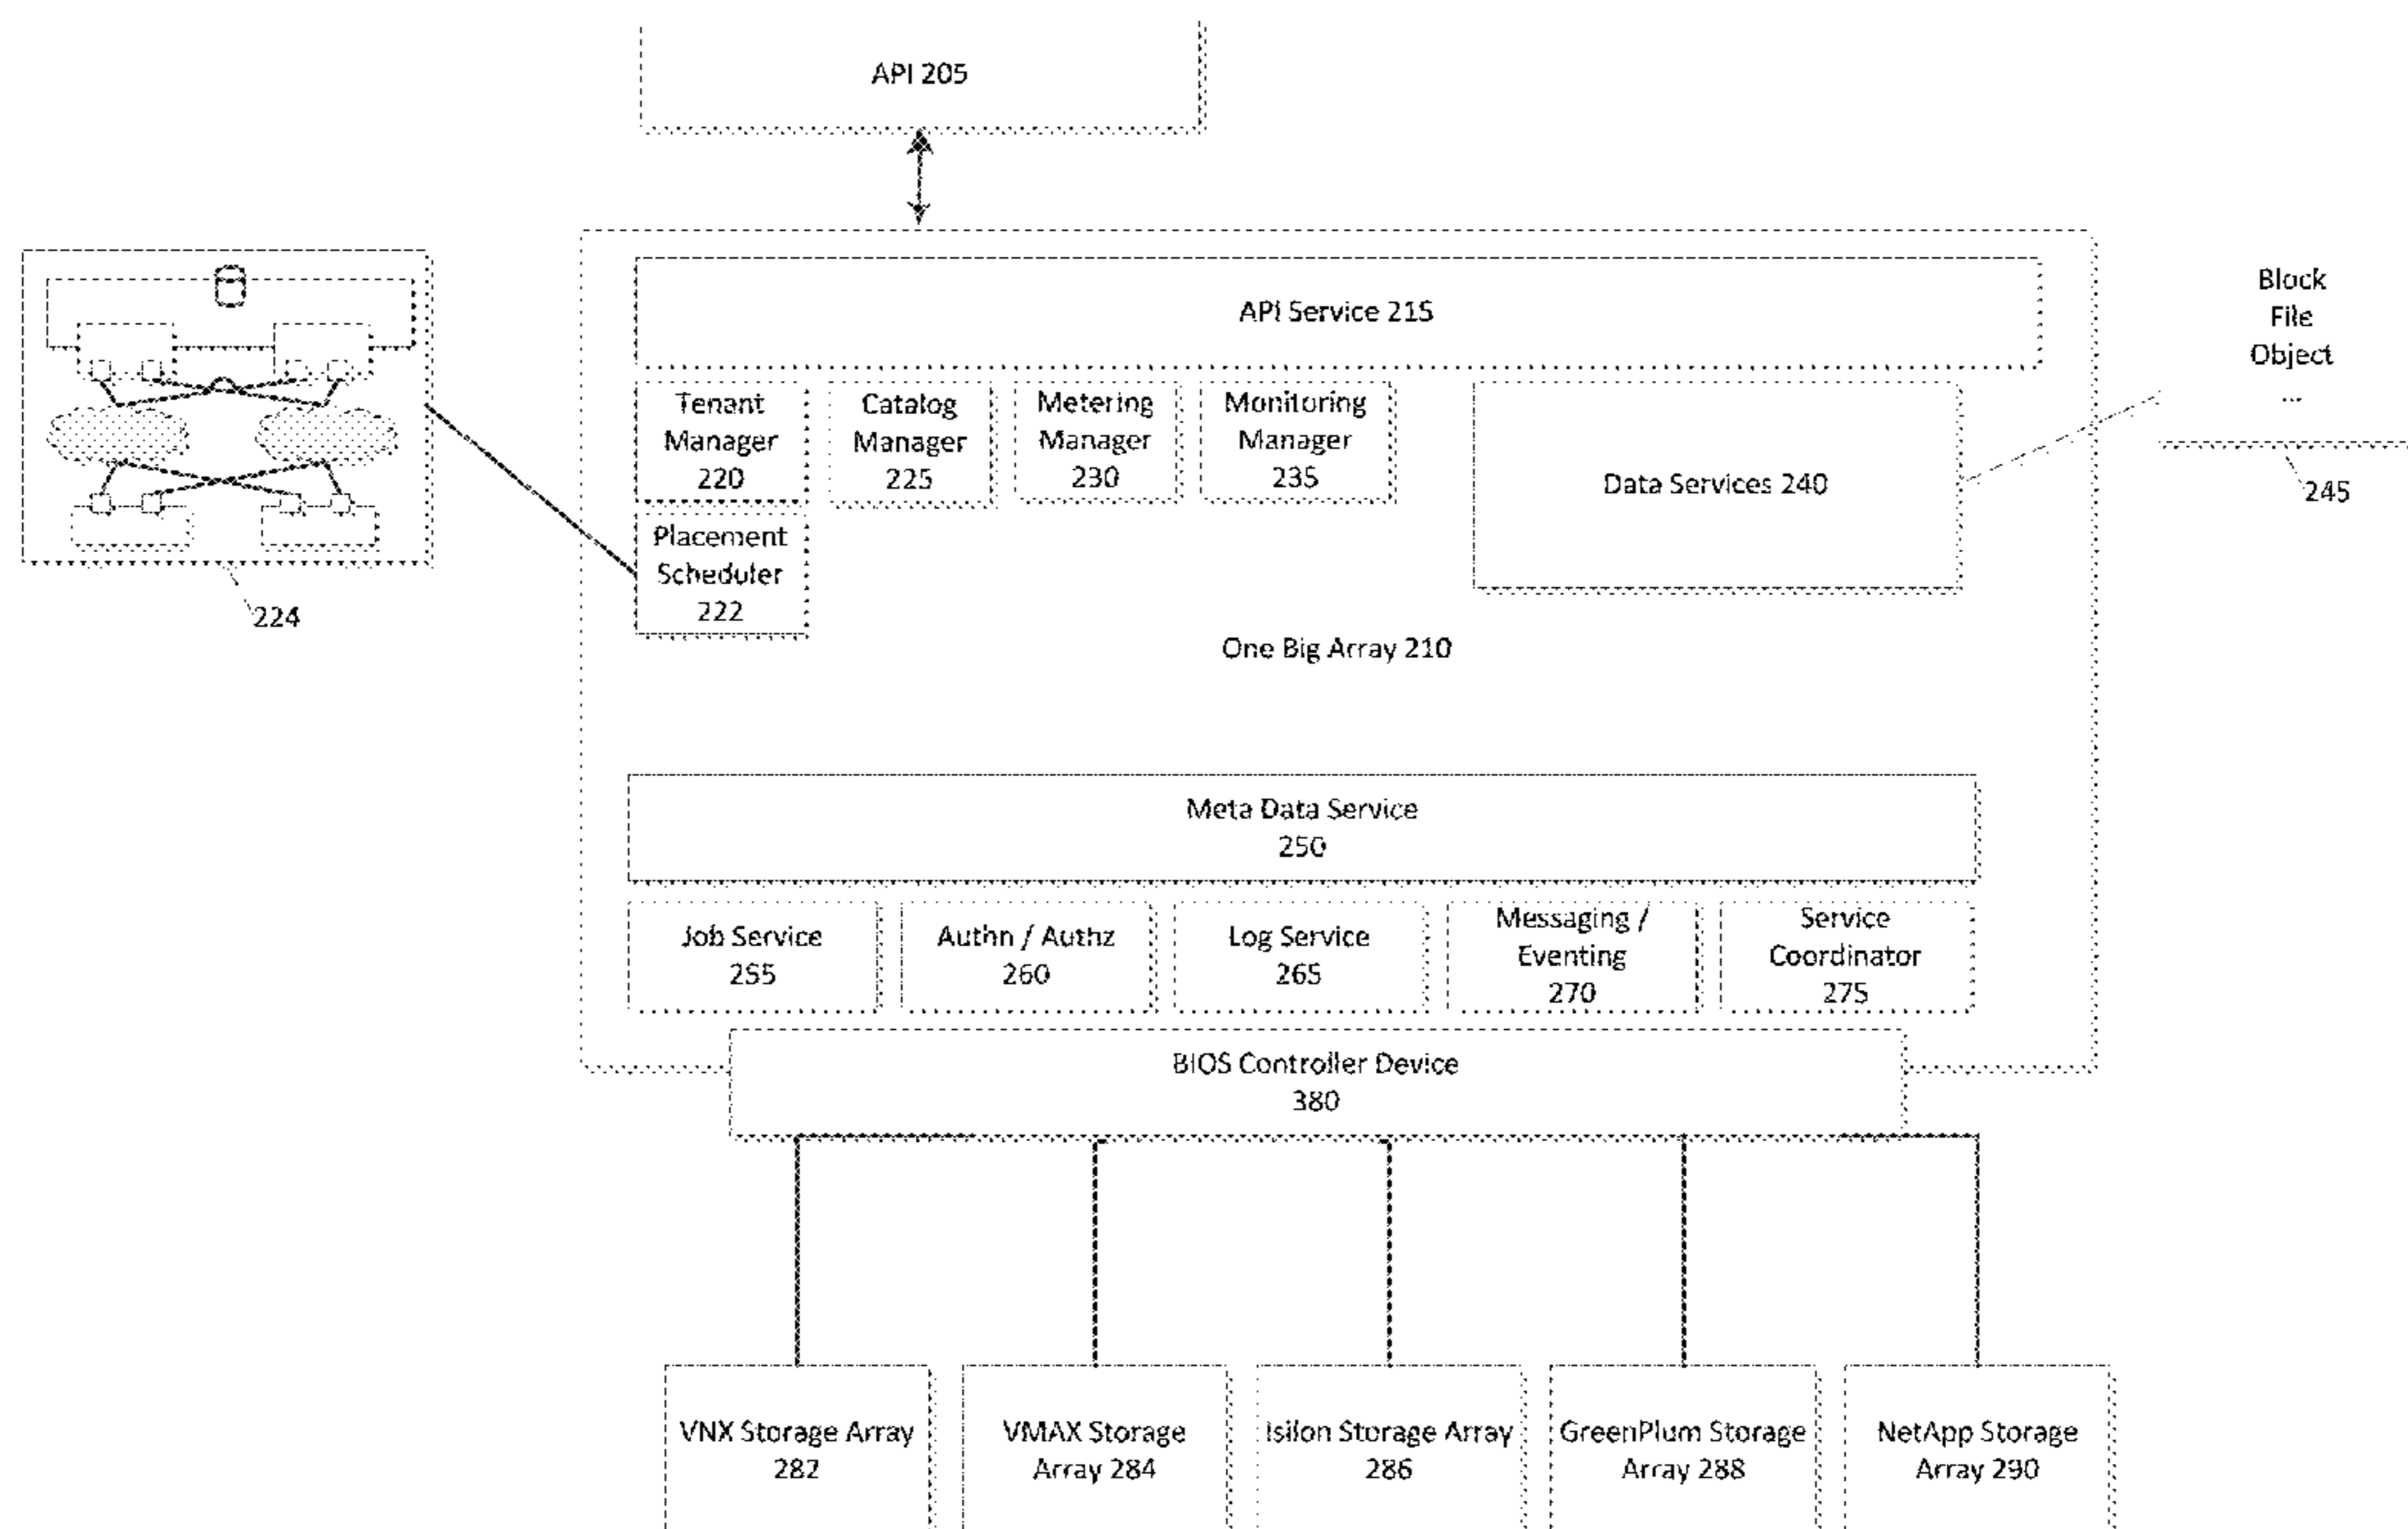 API 205
API Service 215
Block
File
Object
...
245
Tenant
Manager
220
Catalog
Manager
225
Metering
Manager
230
Monitoring
Manager
235
Data Services 240
Placement
Scheduler
222
224
One Big Array 210
Meta Data Service
250
Job Service
255
Authn / Authz
260
Log Service
265
Messaging /
Eventing
270
Service
Coordinator
275
BIOS Controller Device
380
VNX Storage Array
282
VMAX Storage
Array 284
Isilon Storage Array
286
GreenPlum Storage
Array 288
NetApp Storage
Array 290